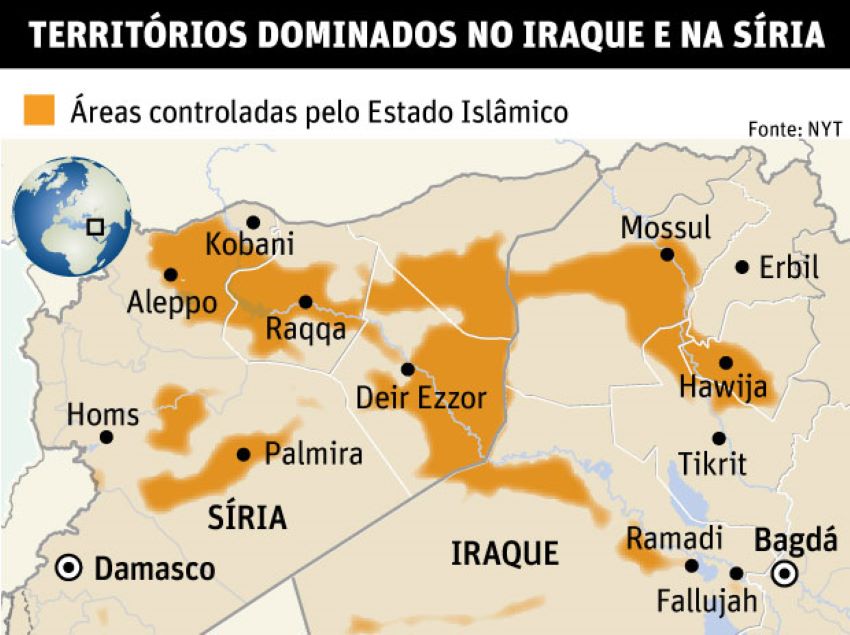 TERRITÓRIOS DOMINADOS NO IRAQUE E NA SÍRIA
Áreas controladas pelo Estado Islâmico
Fonte: NYT
Kobani
Mossul
Erbil
Aleppo
Raqqa
Deir Ezzor
Hawija
Homs
Palmira
Tikrit
SÍRIA
IRAQUE
Ramadi
Bagdá
Damasco
Fallujah